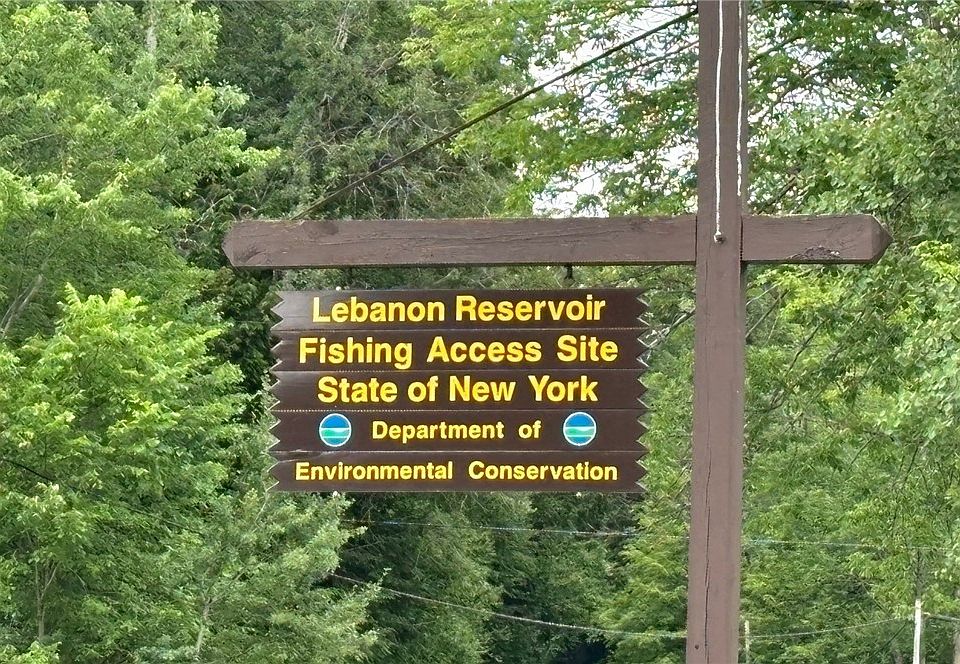 Lebanon Reservoir
Fishing Access Site
State of New York
Department of
Environmental Conservation